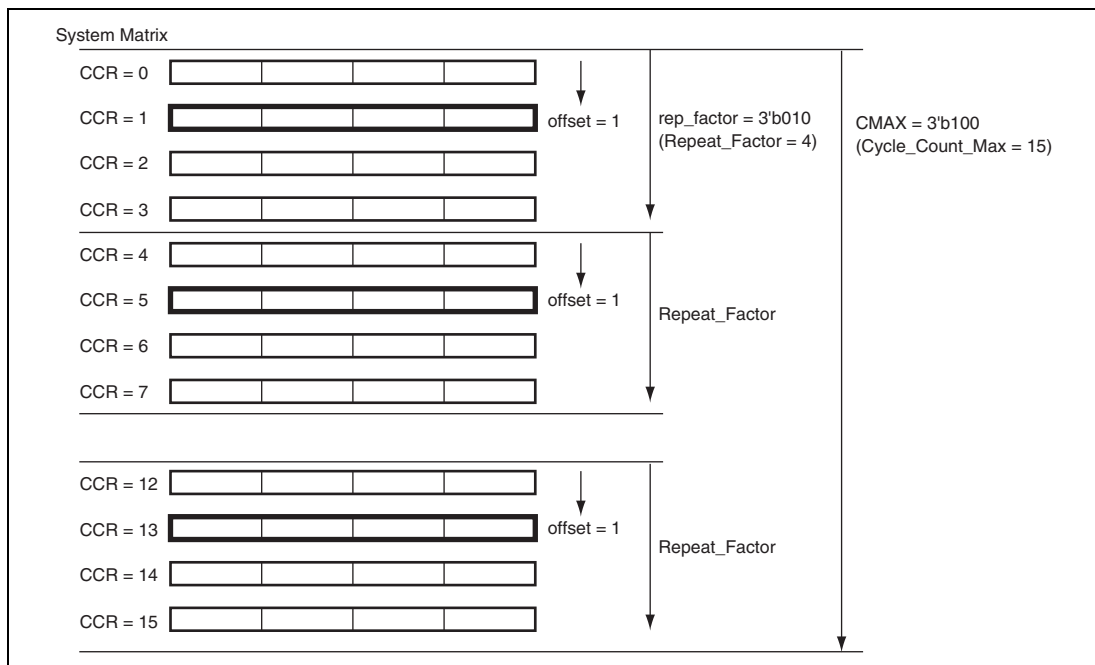 System Matrix
CCR = 0
CCR = 1
offset = 1
rep_factor = 3'b010
(Repeat_Factor = 4)
CMAX = 3'b100
(Cycle_Count_Max = 15)
CCR = 2
CCR = 3
CCR = 4
CCR = 5
offset = 1
Repeat_Factor
CCR = 6
CCR = 7
CCR = 12
CCR = 13
offset = 1
Repeat_Factor
CCR = 14
CCR = 15